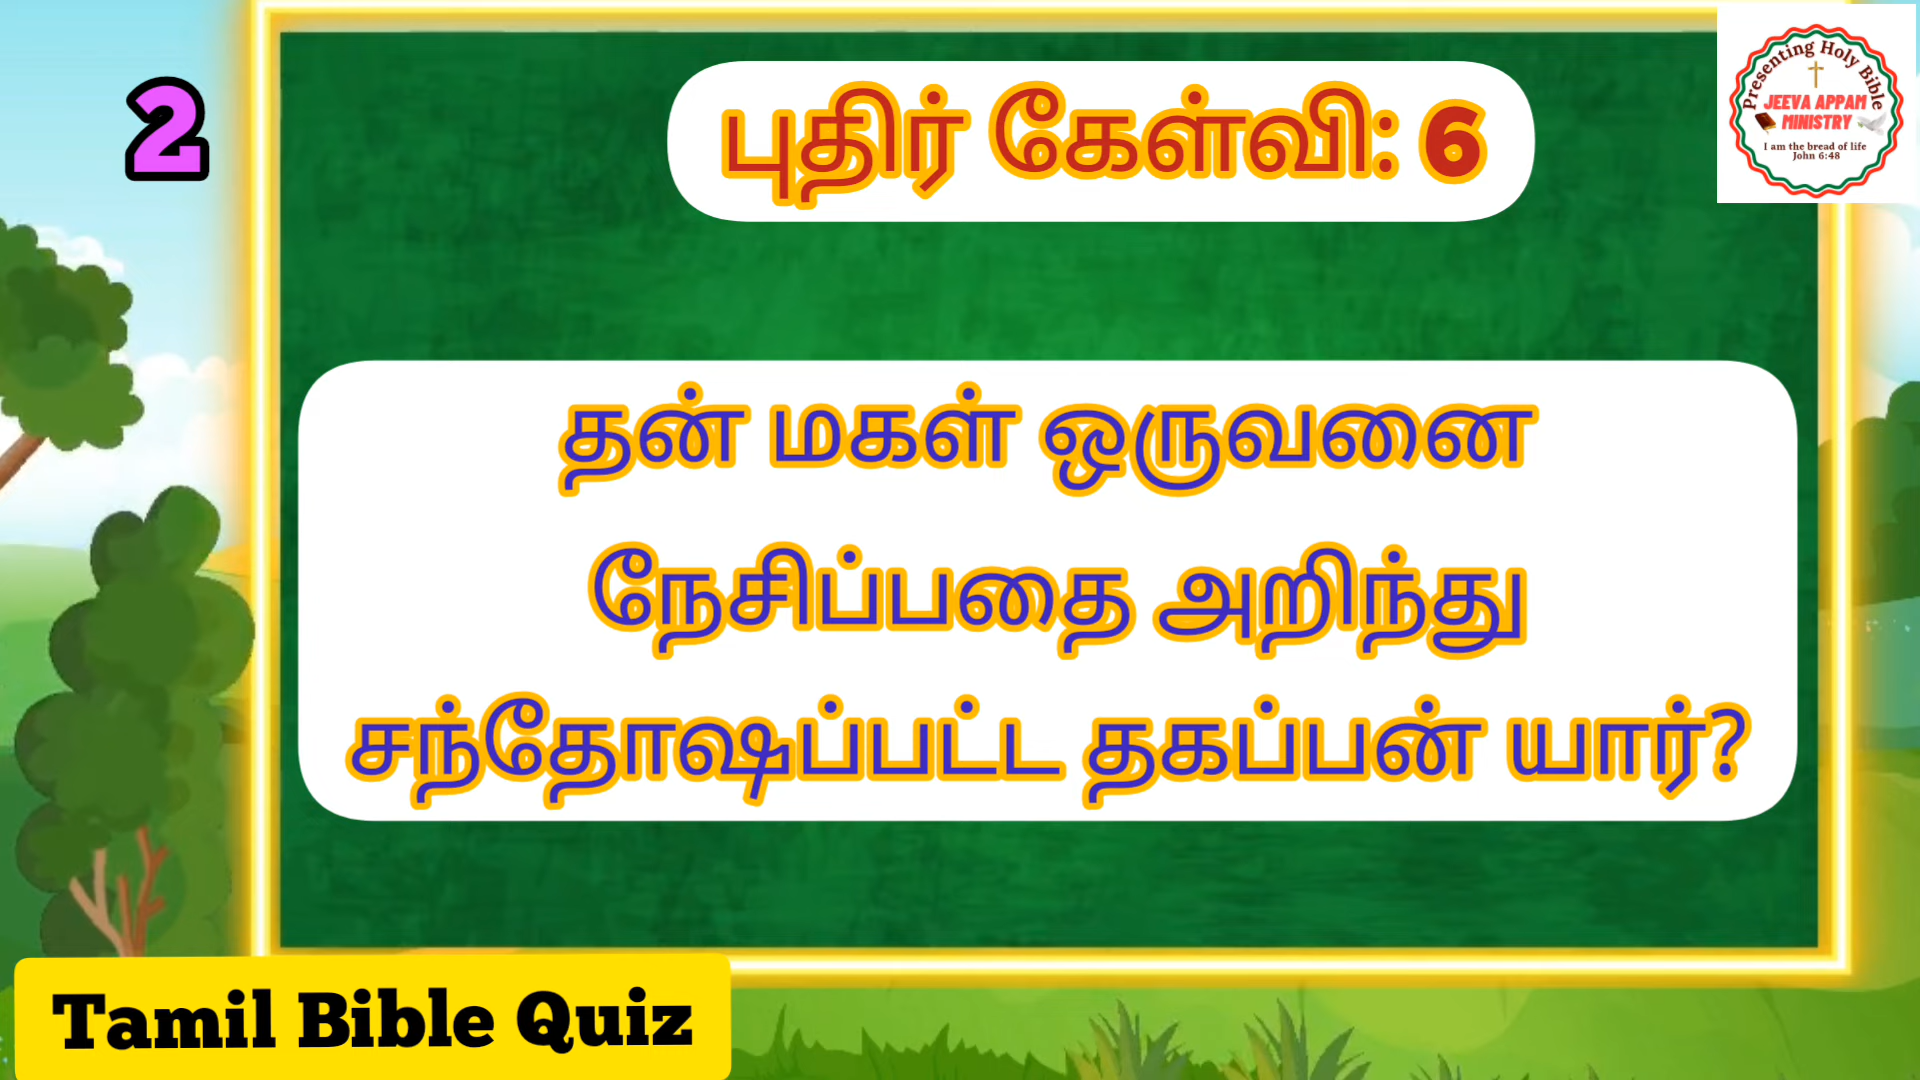 2
புதிர் கேள்வி: 6
Presenting Holy Bible
JEEVA APPAM
MINISTRY
I am the bread of life
John 6:48
தன் மகள் ஒருவனை
நேசிப்பதை அறிந்து
சந்தோஷப்பட்ட தகப்பன் யார்?
Tamil Bible Quiz